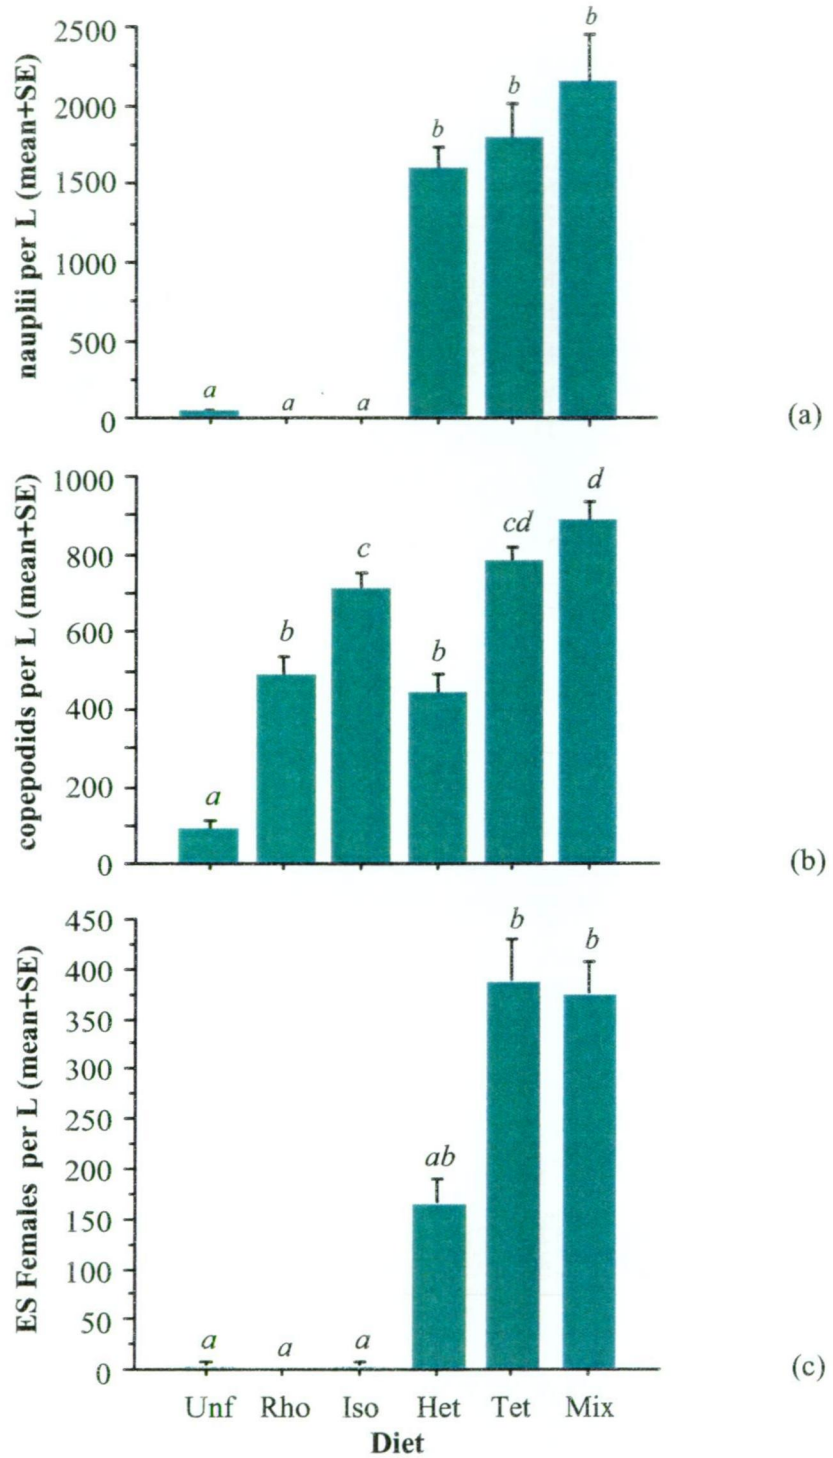 2500
2000
1500
1000
500
0
nauplii per L (mean+SE)
a
a
a
b
b
b
(a)
1000
800
600
400
200
0
copepodids per L (mean+SE)
a
b
c
b
cd
d
(b)
450
400
350
300
250
200
150
100
50
0
ES Females per L (mean+SE)
a
a
a
ab
b
b
(c)
Unf Rho Iso Het Tet Mix
Diet